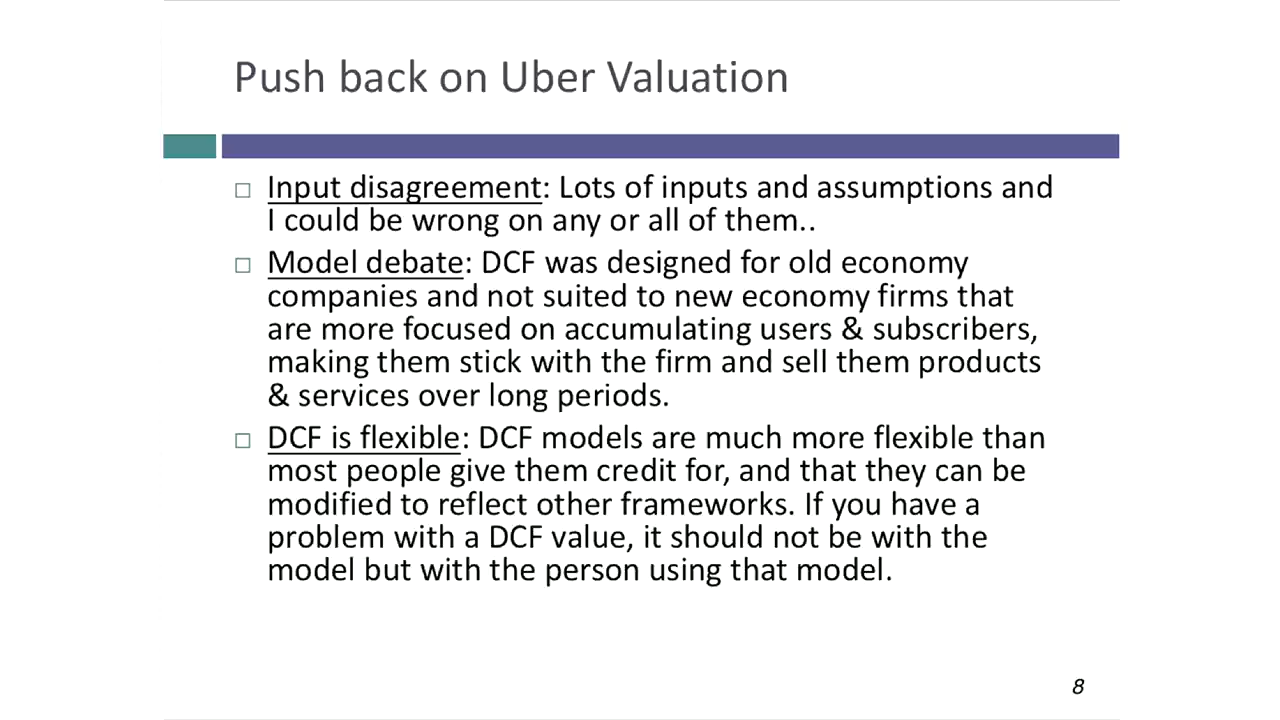 Push back on Uber Valuation
Input disagreement: Lots of inputs and assumptions and
I could be wrong on any or all of them..
Model debate: DCF was designed for old economy
companies and not suited to new economy firms that
are more focused on accumulating users & subscribers,
making them stick with the firm and sell them products
& services over long periods.
DCF is flexible: DCF models are much more flexible than
most people give them credit for, and that they can be
modified to reflect other frameworks. If you have a
problem with a DCF value, it should not be with the
model but with the person using that model.
8